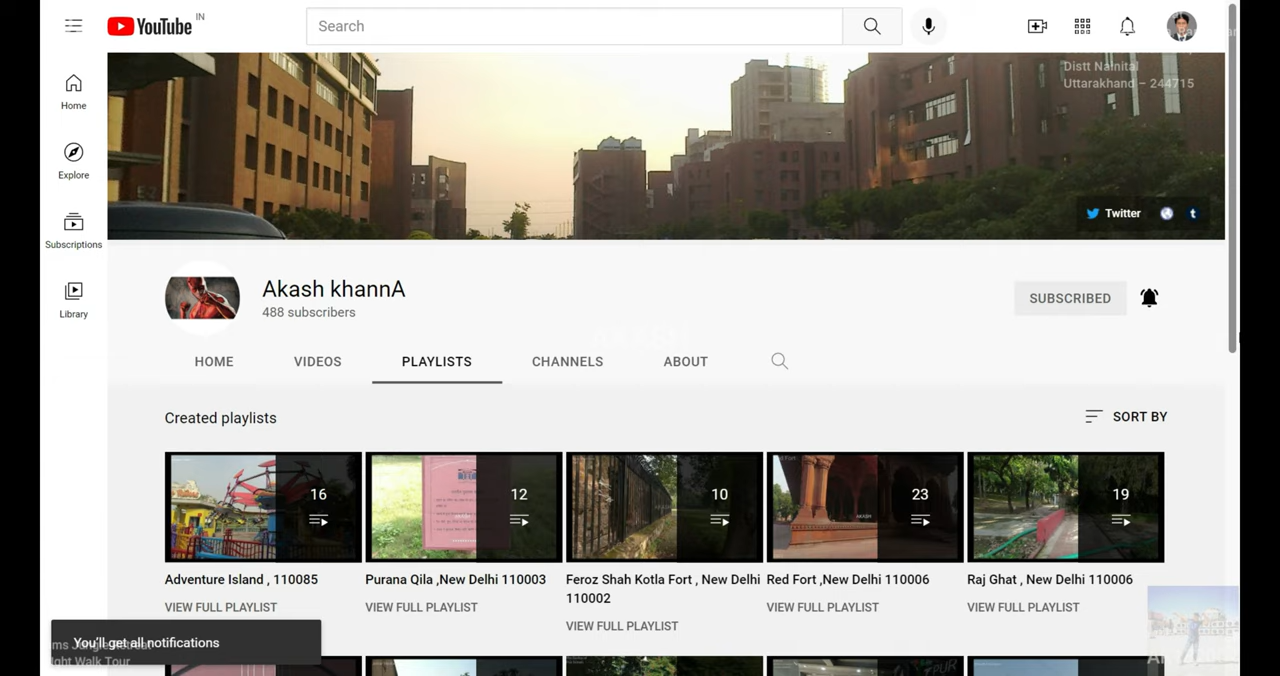 YouTube IN
Search
Distt Nainital
Uttarakhand – 244715
Home
Explore
Subscriptions
Library
Twitter
Akash khannA
488 subscribers
SUBSCRIBED
HOME VIDEOS PLAYLISTS CHANNELS ABOUT
Created playlists
SORT BY
16 12 10 23 19
Adventure Island , 110085
VIEW FULL PLAYLIST
Purana Qila ,New Delhi 110003
VIEW FULL PLAYLIST
Feroz Shah Kotla Fort , New Delhi
110002
VIEW FULL PLAYLIST
Red Fort ,New Delhi 110006
VIEW FULL PLAYLIST
Raj Ghat , New Delhi 110006
VIEW FULL PLAYLIST
You'll get all notifications